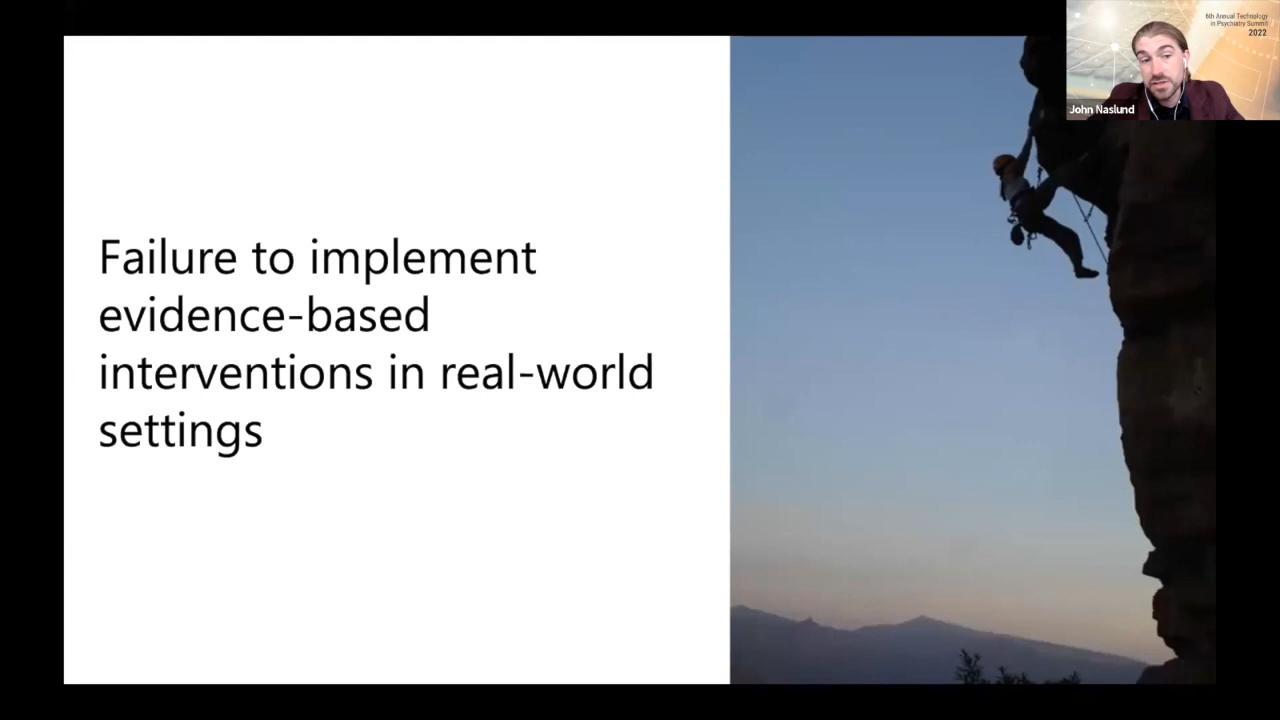 Failure to implement
evidence-based
interventions in real-world
settings
6th Annual Technology
in Psychiatry Summit
2022
John Naslund